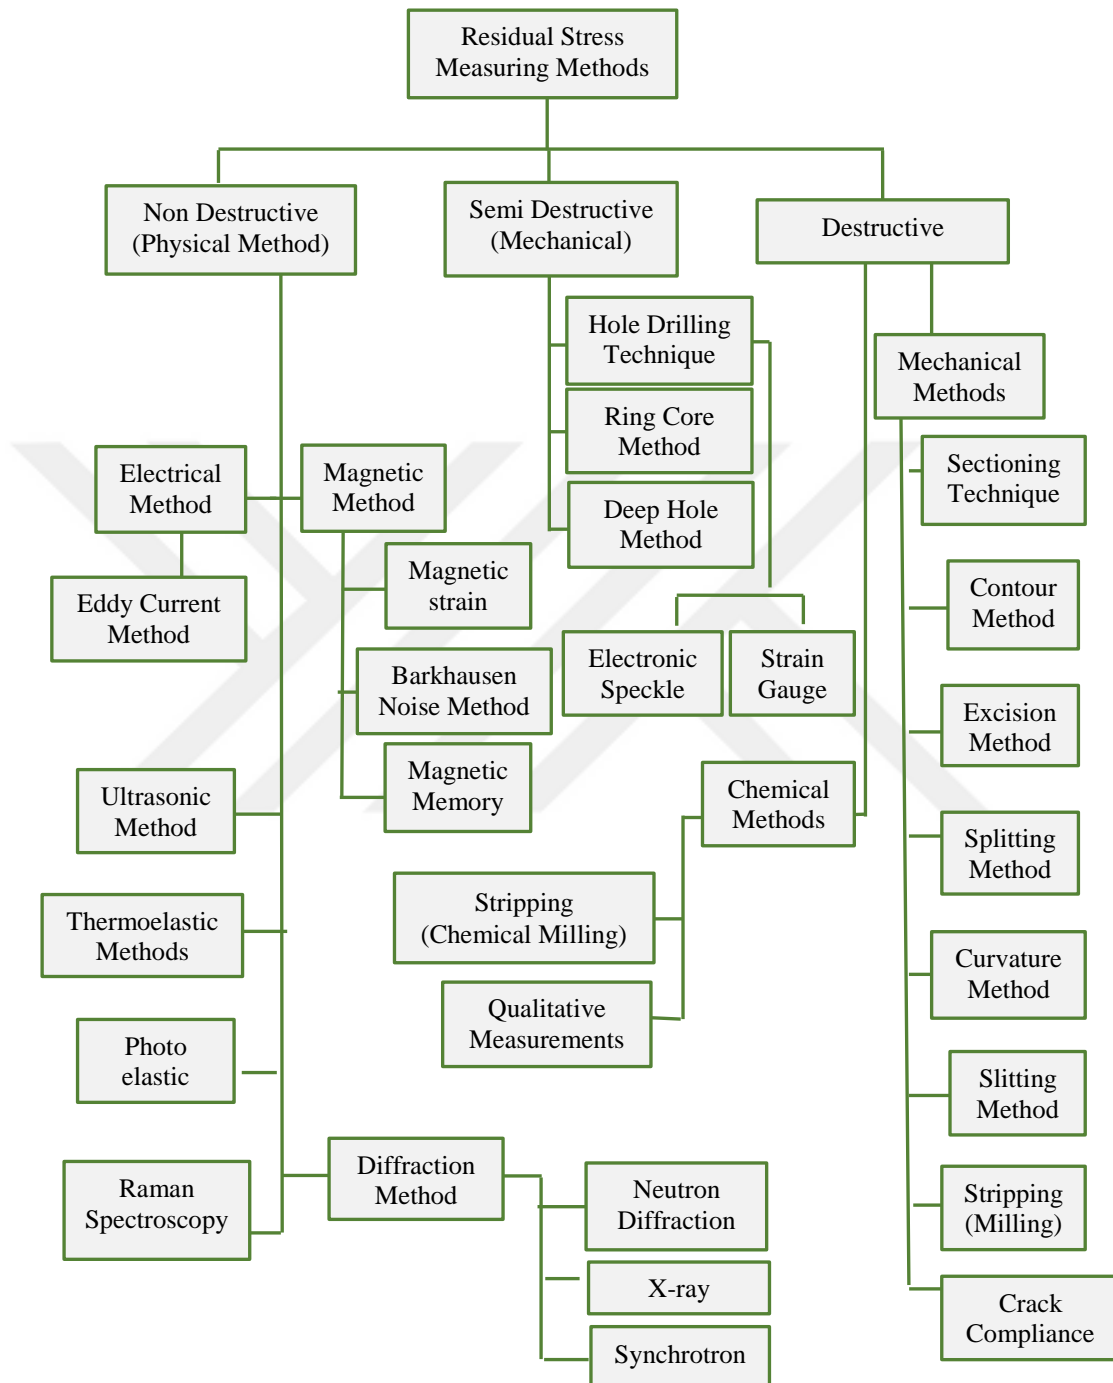 Residual Stress
Measuring Methods
Non Destructive
(Physical Method)
Semi Destructive
(Mechanical)
Destructive
Hole Drilling
Technique
Mechanical
Methods
Ring Core
Method
Electrical
Method
Magnetic
Method
Sectioning
Technique
Deep Hole
Method
Magnetic
strain
Eddy Current
Method
Contour
Method
Electronic
Speckle
Strain
Gauge
Barkhausen
Noise Method
Excision
Method
Ultrasonic
Method
Magnetic
Memory
Chemical
Methods
Splitting
Method
Stripping
(Chemical Milling)
Thermoelastic
Methods
Curvature
Method
Qualitative
Measurements
Photo
elastic
Slitting
Method
Diffraction
Method
Raman
Spectroscopy
Neutron
Diffraction
Stripping
(Milling)
X-ray
Crack
Compliance
Synchrotron